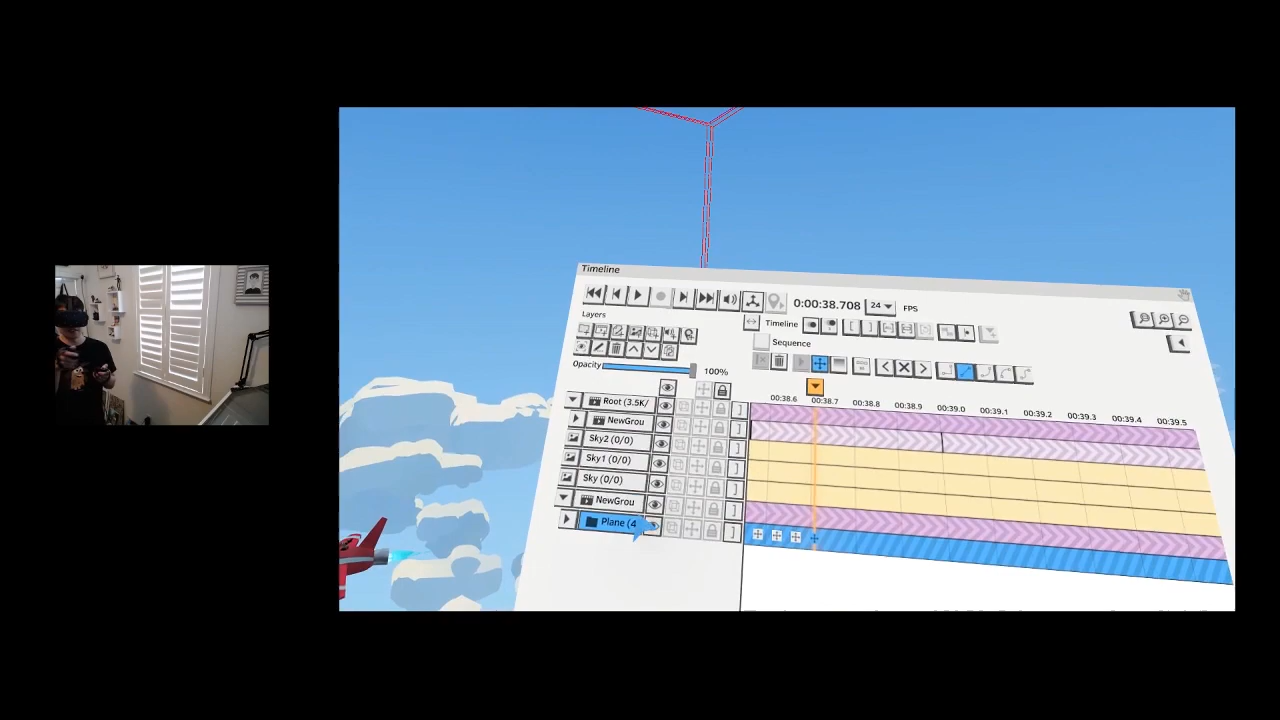 Timeline
0:00:38.708 24 FPS
Layers
Timeline
Sequence
Opacity 100%
00:38.6 00:38.7 00:38.8 00:38.9 00:39.0 00:39.1 00:39.2 00:39.3 00:39.4 00:39.5
Root (3.5K/
NewGrou
Sky2 (0/0)
Sky1 (0/0)
Sky (0/0)
NewGrou
Plane (4